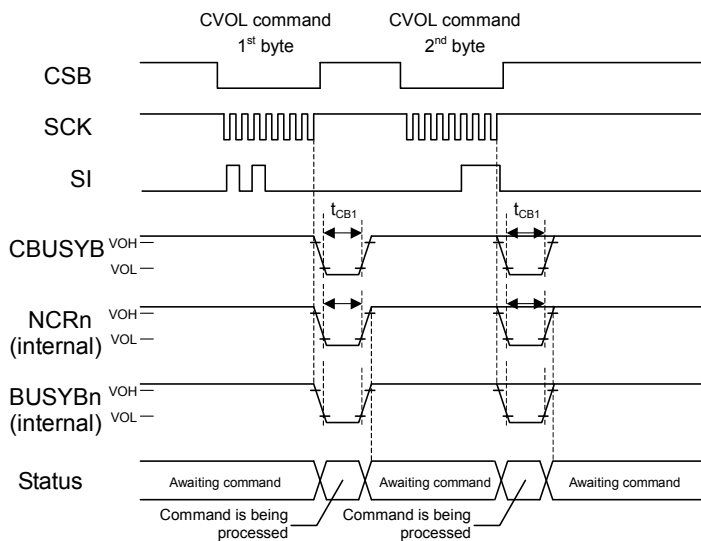 CVOL command
1st byte
CVOL command
2nd byte
CSB
SCK
SI
tCB1
tCB1
CBUSYB
VOH
VOL
NCRn
(internal)
VOH
VOL
BUSYBn
(internal)
VOH
VOL
Status
Awaiting command
Awaiting command
Awaiting command
Command is being
processed
Command is being
processed